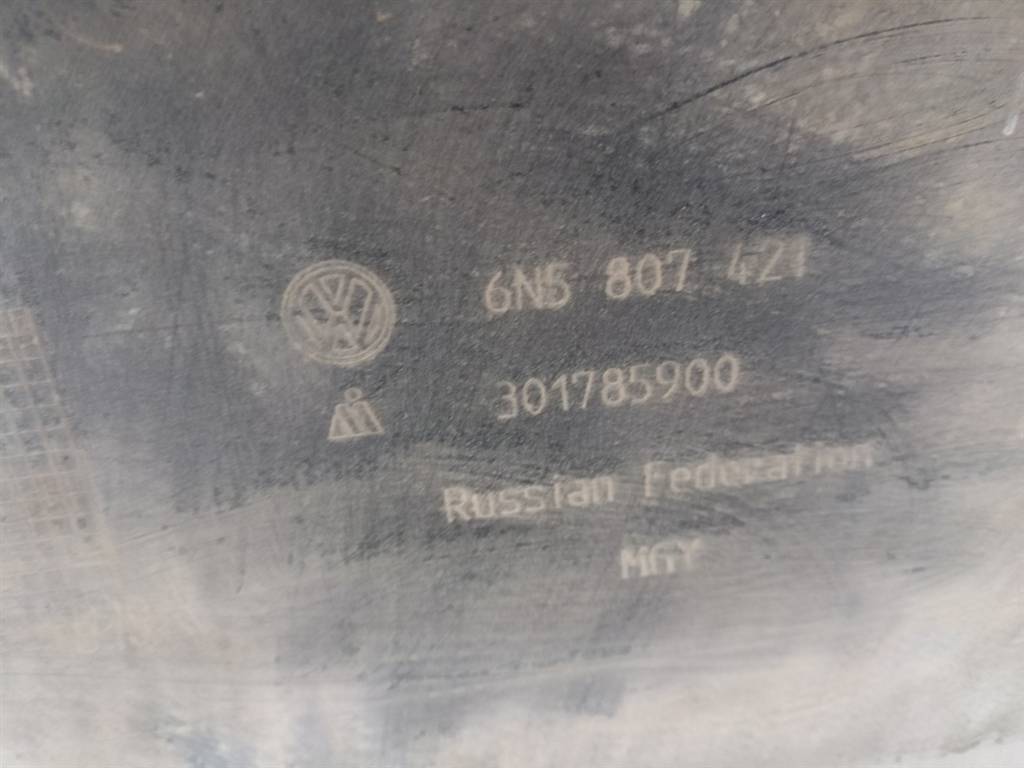 6N5 807 421
301785900
Russian Federation
MGY